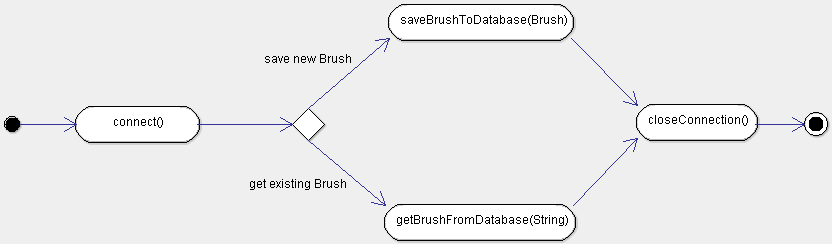 saveBrushToDatabase(Brush)
save new Brush
connect()
closeConnection()
get existing Brush
getBrushFromDatabase(String)